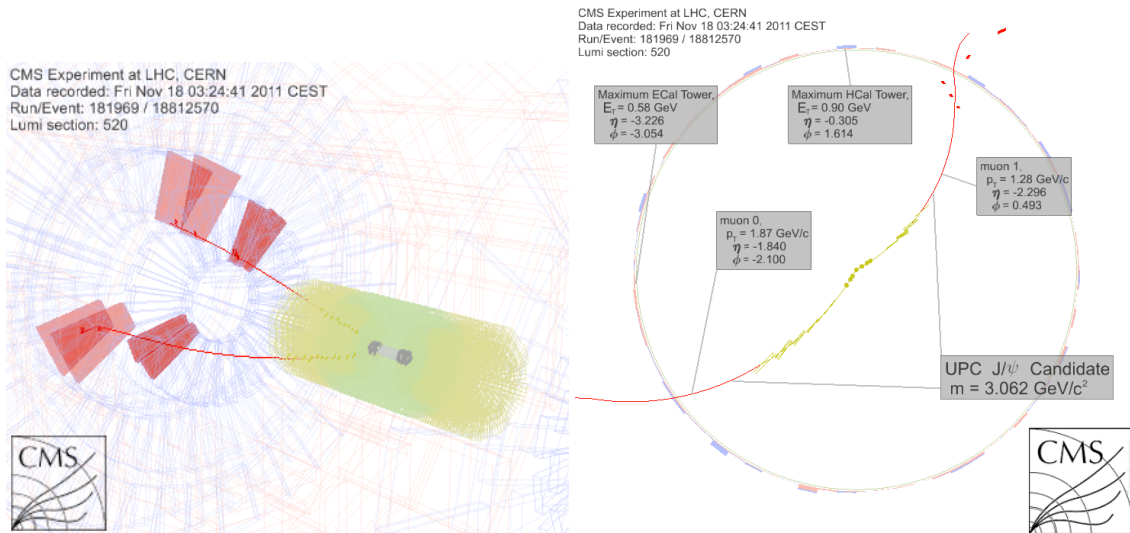 CMS Experiment at LHC, CERN
Data recorded: Fri Nov 18 03:24:41 2011 CEST
Run/Event: 181969 / 18812570
Lumi section: 520
CMS
CMS Experiment at LHC, CERN
Data recorded: Fri Nov 18 03:24:41 2011 CEST
Run/Event: 181969 / 18812570
Lumi section: 520
Maximum ECal Tower,
E_T = 0.58 GeV
η = -3.226
ϕ = -3.054
Maximum HCal Tower,
E_T = 0.90 GeV
η = -0.305
ϕ = 1.614
muon 1,
p_T = 1.28 GeV/c
η = -2.296
ϕ = 0.493
muon 0,
p_T = 1.87 GeV/c
η = -1.840
ϕ = -2.100
UPC J/ψ Candidate
m = 3.062 GeV/c²
CMS